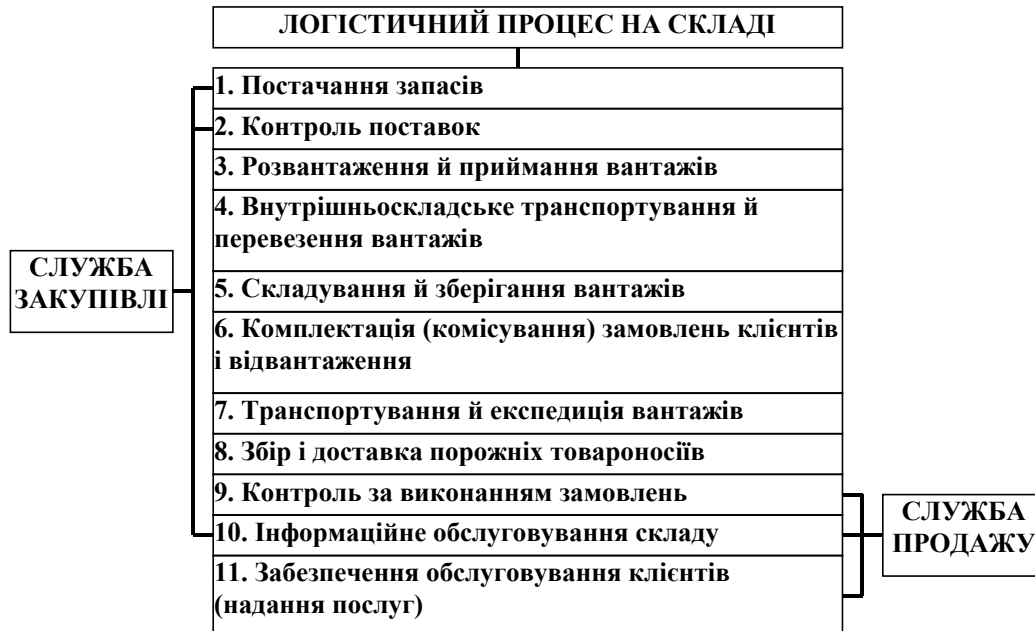 ЛОГІСТИЧНИЙ ПРОЦЕС НА СКЛАДІ
1. Постачання запасів
2. Контроль поставок
3. Розвантаження й приймання вантажів
4. Внутрішньоскладське транспортування й
перевезення вантажів
СЛУЖБА
ЗАКУПІВЛІ
5. Складування й зберігання вантажів
6. Комплектація (комісування) замовлень клієнтів
і відвантаження
7. Транспортування й експедиція вантажів
8. Збір і доставка порожніх товароносіїв
9. Контроль за виконанням замовлень
10. Інформаційне обслуговування складу
11. Забезпечення обслуговування клієнтів
(надання послуг)
СЛУЖБА
ПРОДАЖУ